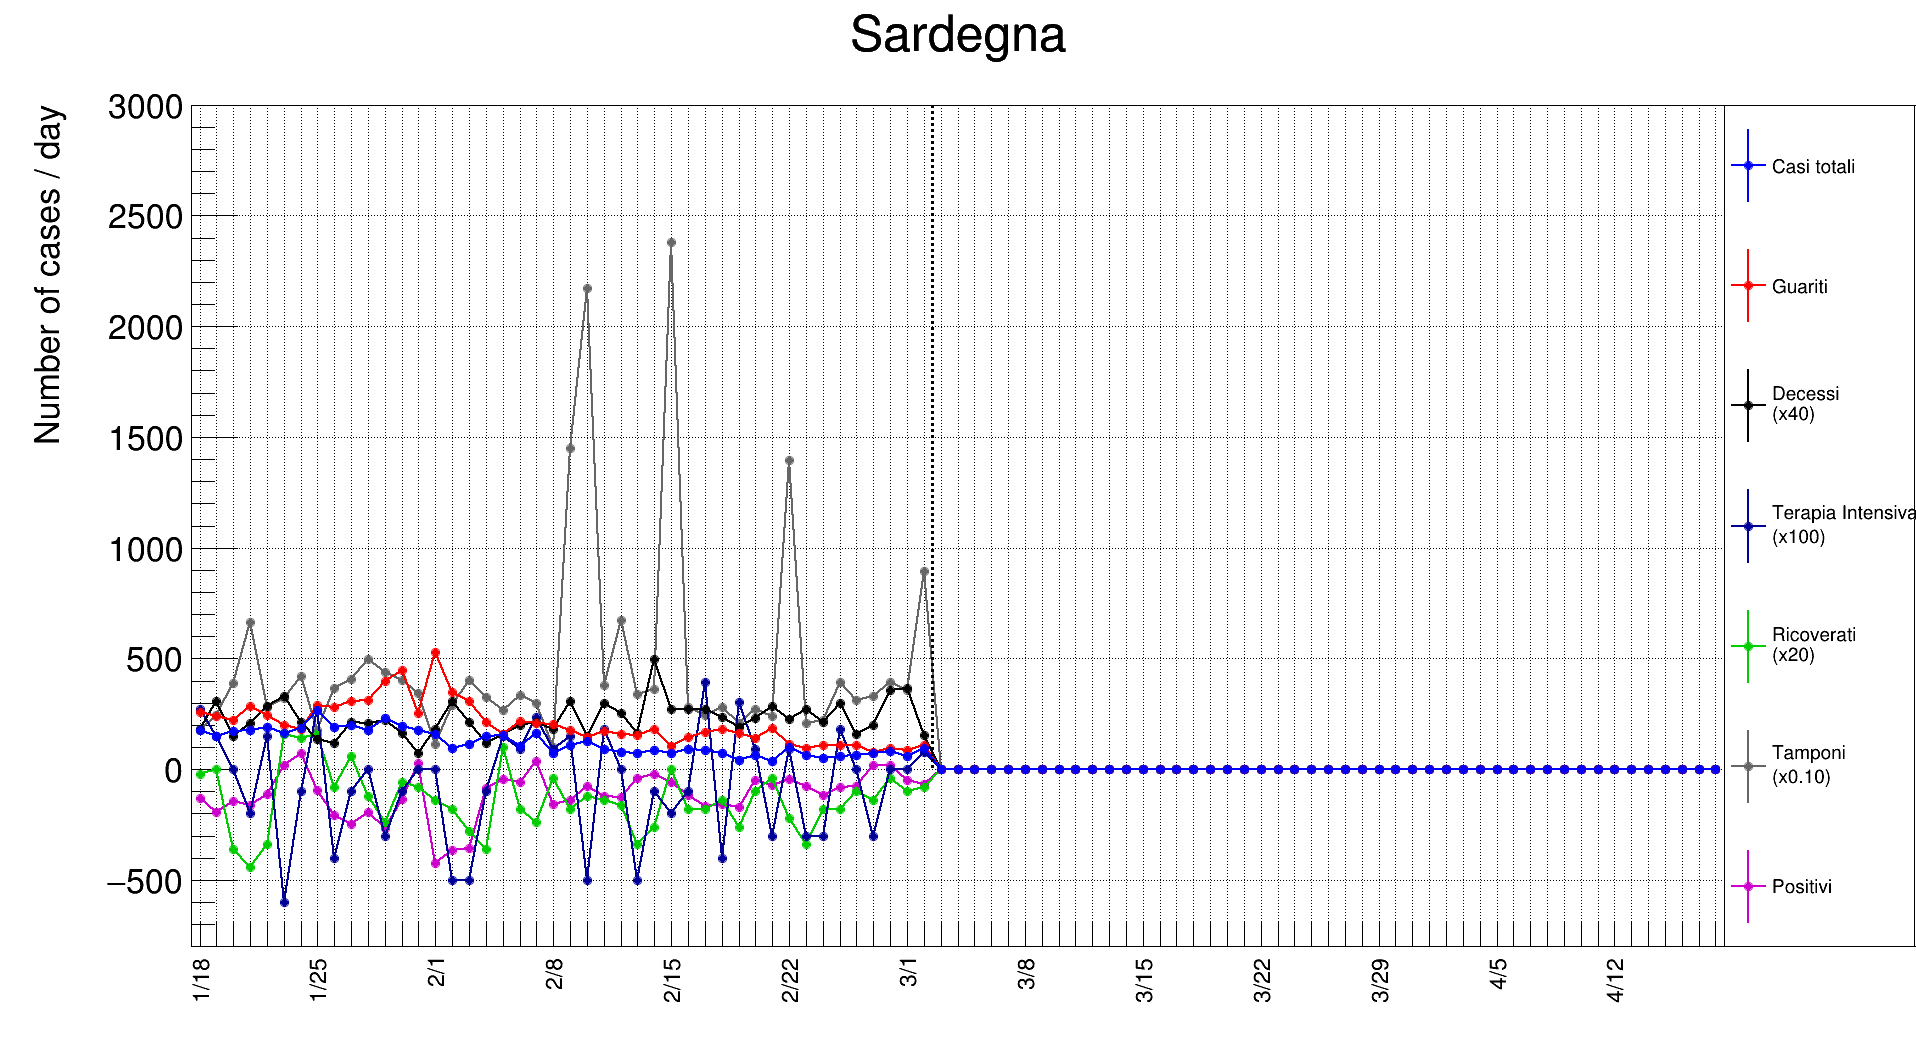 Sardegna
Number of cases / day
3000
2500
2000
1500
1000
500
0
−500
1/18
1/25
2/1
2/8
2/15
2/22
3/1
3/8
3/15
3/22
3/29
4/5
4/12
Casi totali
Guariti
Decessi
(x40)
Terapia Intensiva
(x100)
Ricoverati
(x20)
Tamponi
(x0.10)
Positivi